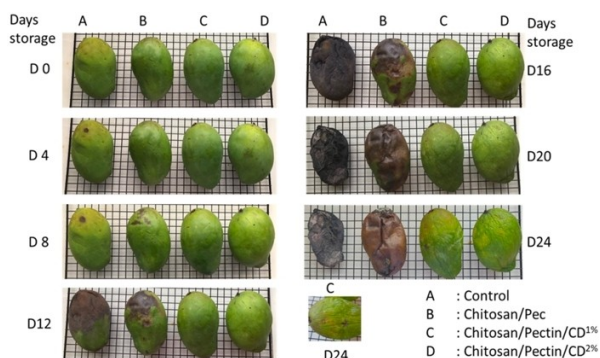 Days
storage
A B C D
D 0
D 4
D 8
D12
A B C D
Days
storage
D16
D20
D24
C
D24
A : Control
B : Chitosan/Pec
C : Chitosan/Pectin/CD1%
D : Chitosan/Pectin/CD2%